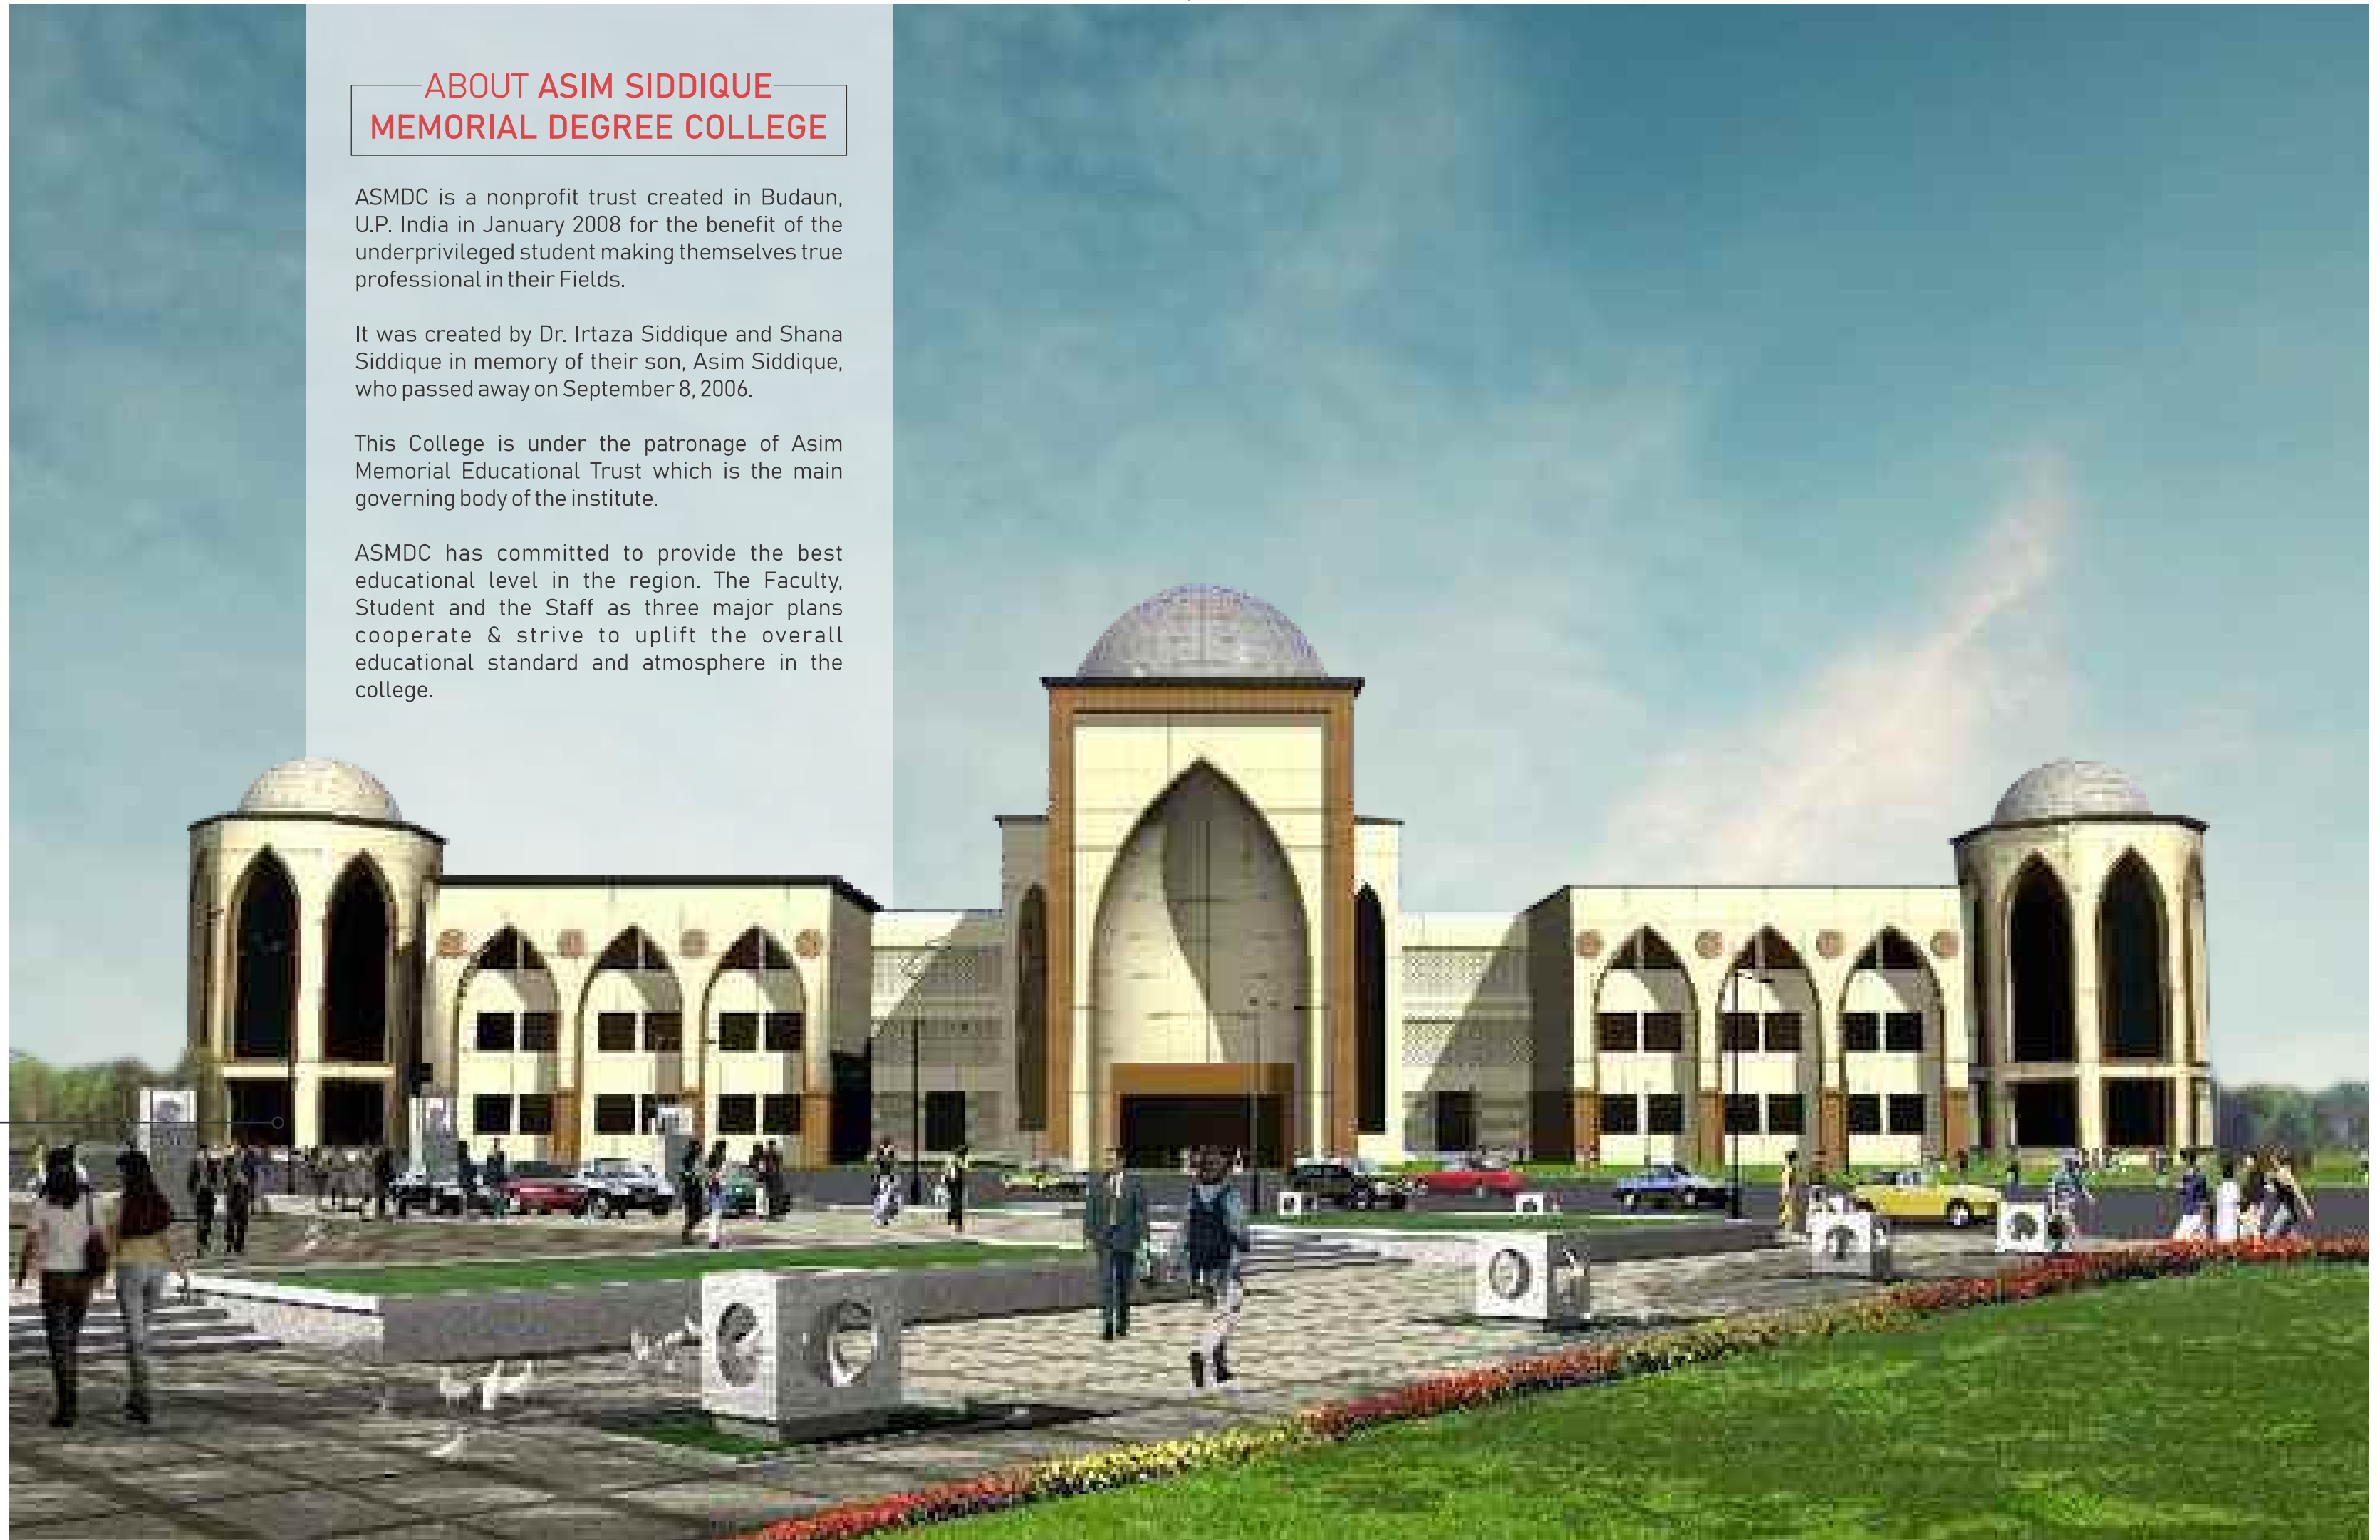 ABOUT ASIM SIDDIQUE
MEMORIAL DEGREE COLLEGE
ASMDC is a nonprofit trust created in Budaun,
U.P. India in January 2008 for the benefit of the
underprivileged student making themselves true
professional in their Fields.
It was created by Dr. Irtaza Siddique and Shana
Siddique in memory of their son, Asim Siddique,
who passed away on September 8, 2006.
This College is under the patronage of Asim
Memorial Educational Trust which is the main
governing body of the institute.
ASMDC has committed to provide the best
educational level in the region. The Faculty,
Student and the Staff as three major plans
cooperate & strive to uplift the overall
educational standard and atmosphere in the
college.